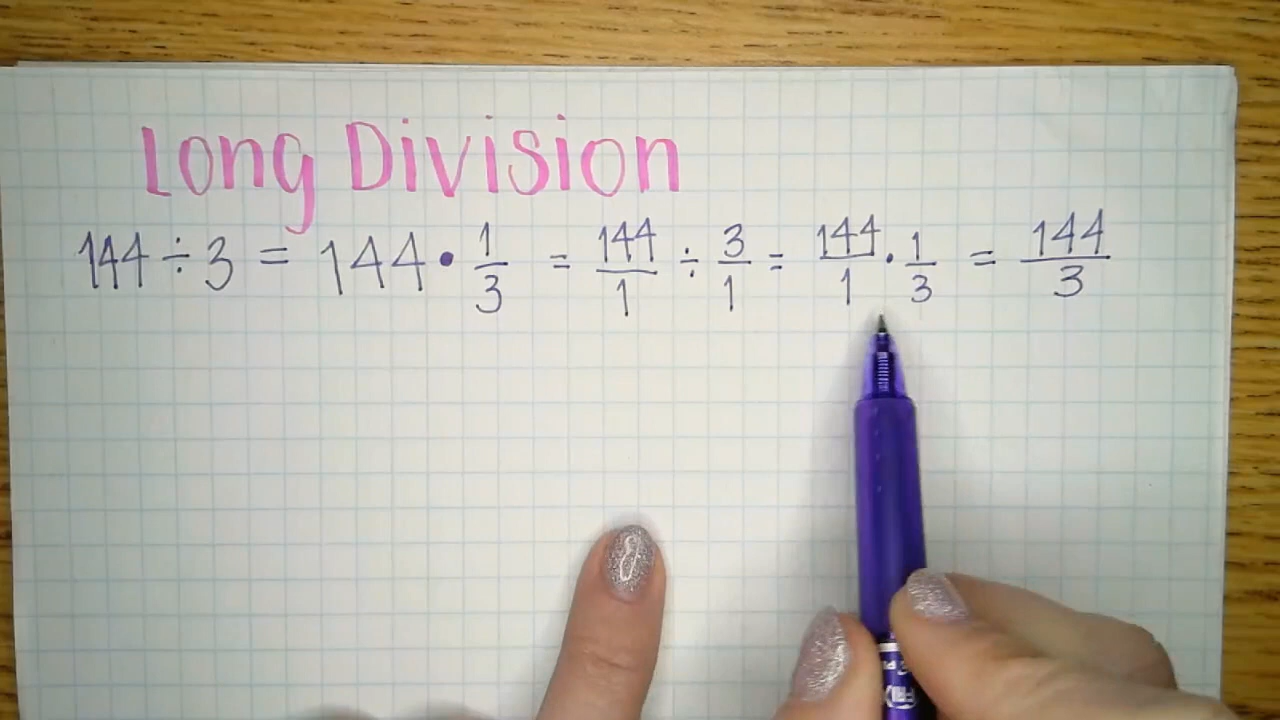 Long Division
144 ÷ 3 = 144 • 1/3 = 144/1 ÷ 3/1 = 144/1 • 1/3 = 144/3